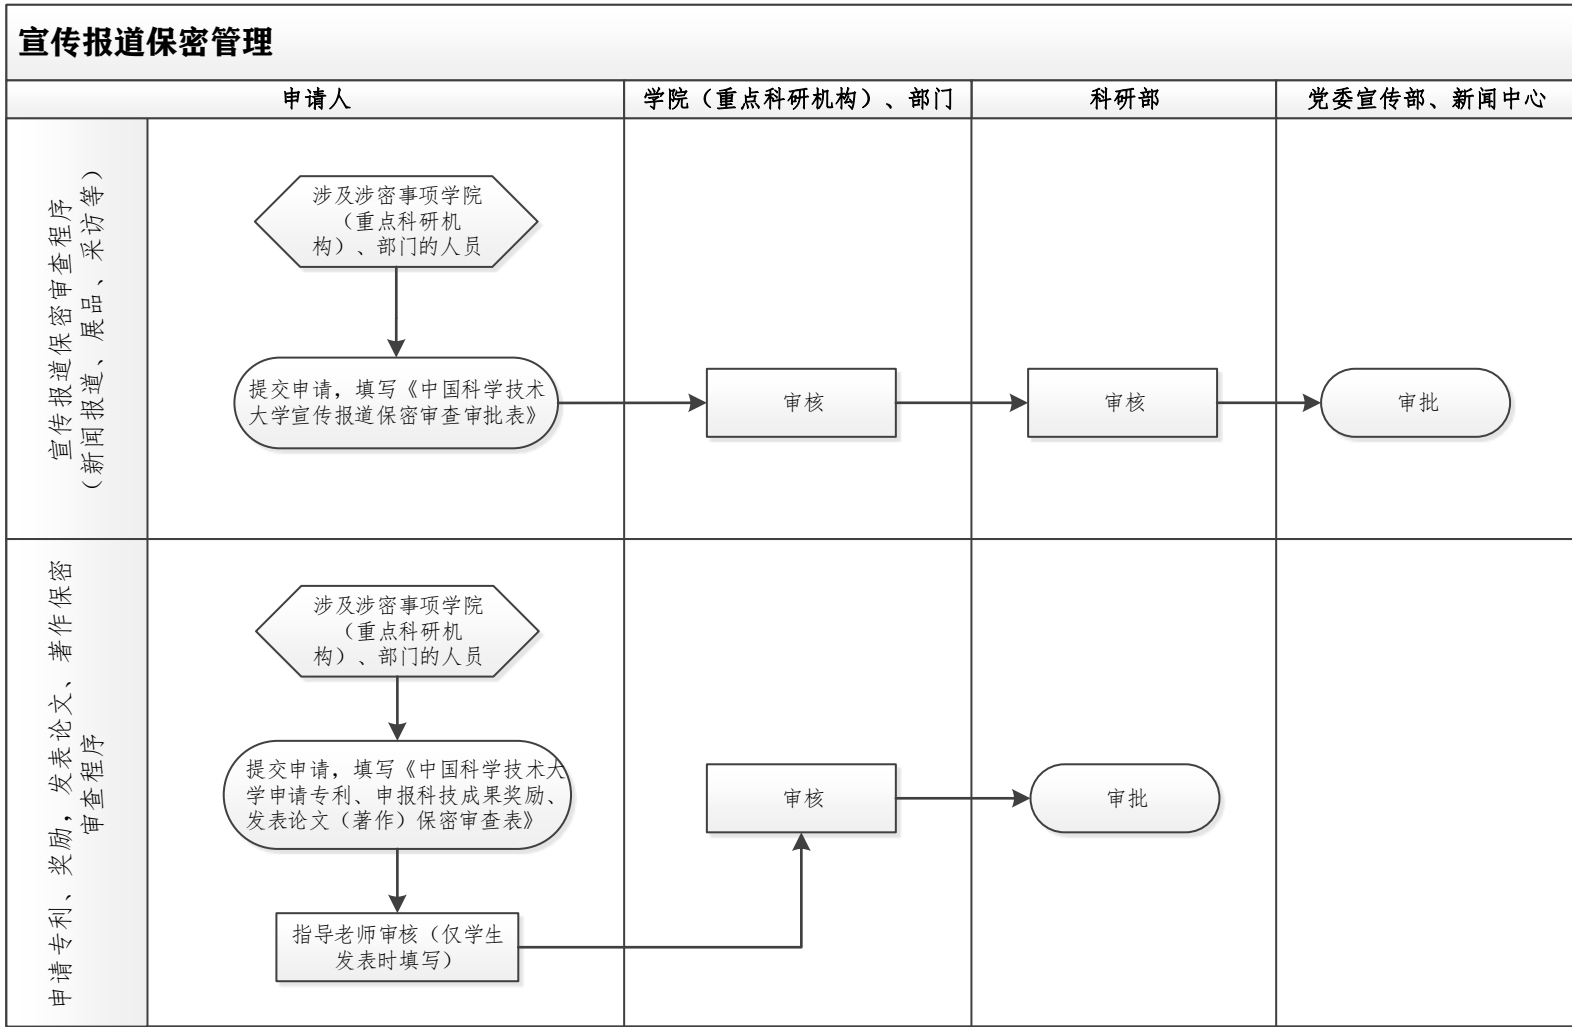 宣传报道保密管理
申请人
学院（重点科研机构）、部门
科研部
党委宣传部、新闻中心
宣传报道保密审查程序
（新闻报道、展品、采访等）
涉及涉密事项学院
（重点科研机
构）、部门的人员
提交申请，填写《中国科学技术
大学宣传报道保密审查审批表》
审核
审核
审批
申请专利、奖励，发表论文、著作保密
审查程序
涉及涉密事项学院
（重点科研机
构）、部门的人员
提交申请，填写《中国科学技术大
学申请专利、申报科技成果奖励、
发表论文（著作）保密审查表》
审核
审批
指导老师审核（仅学生
发表时填写）